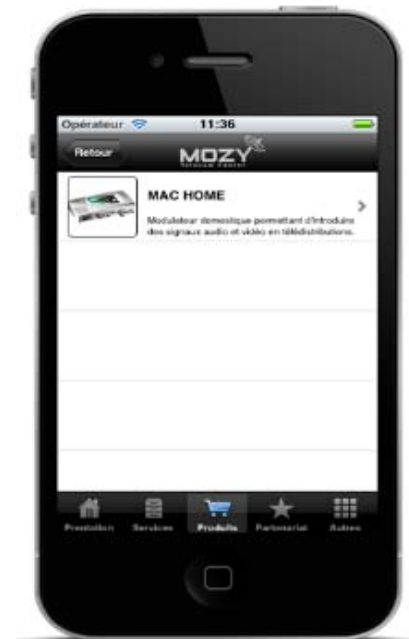 Opérateur 11:36
Retour MOZY
MAC HOME
Modulateur domestique permettant d'introduire
des signaux audio et vidéo en télédistributions.
Prestation Services Produits Partenariat Autres